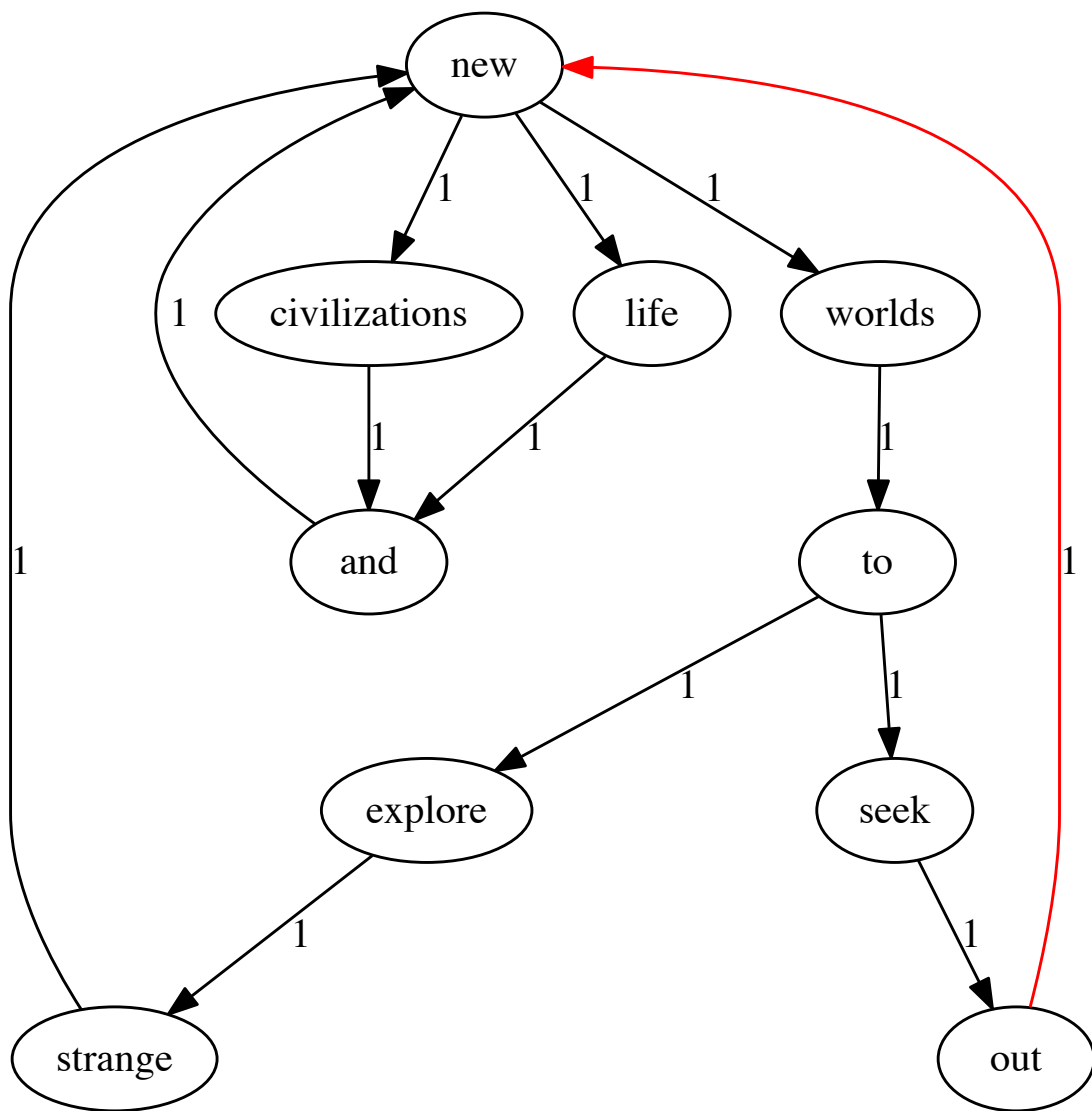 new
1 1 1
civilizations life worlds
1
1 1 1
and to
1 1
1 1
explore seek
1 1
strange out